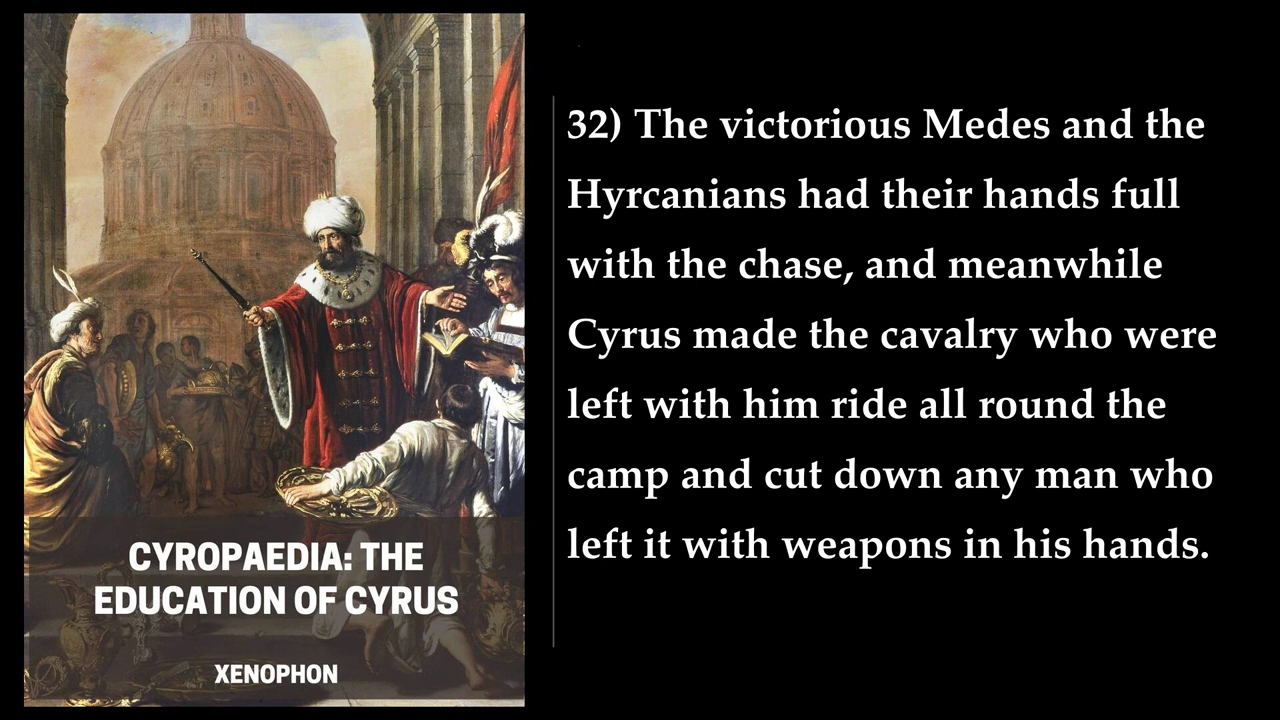 CYROPAEDIA: THE
EDUCATION OF CYRUS
XENOPHON
32) The victorious Medes and the
Hyrcanians had their hands full
with the chase, and meanwhile
Cyrus made the cavalry who were
left with him ride all round the
camp and cut down any man who
left it with weapons in his hands.